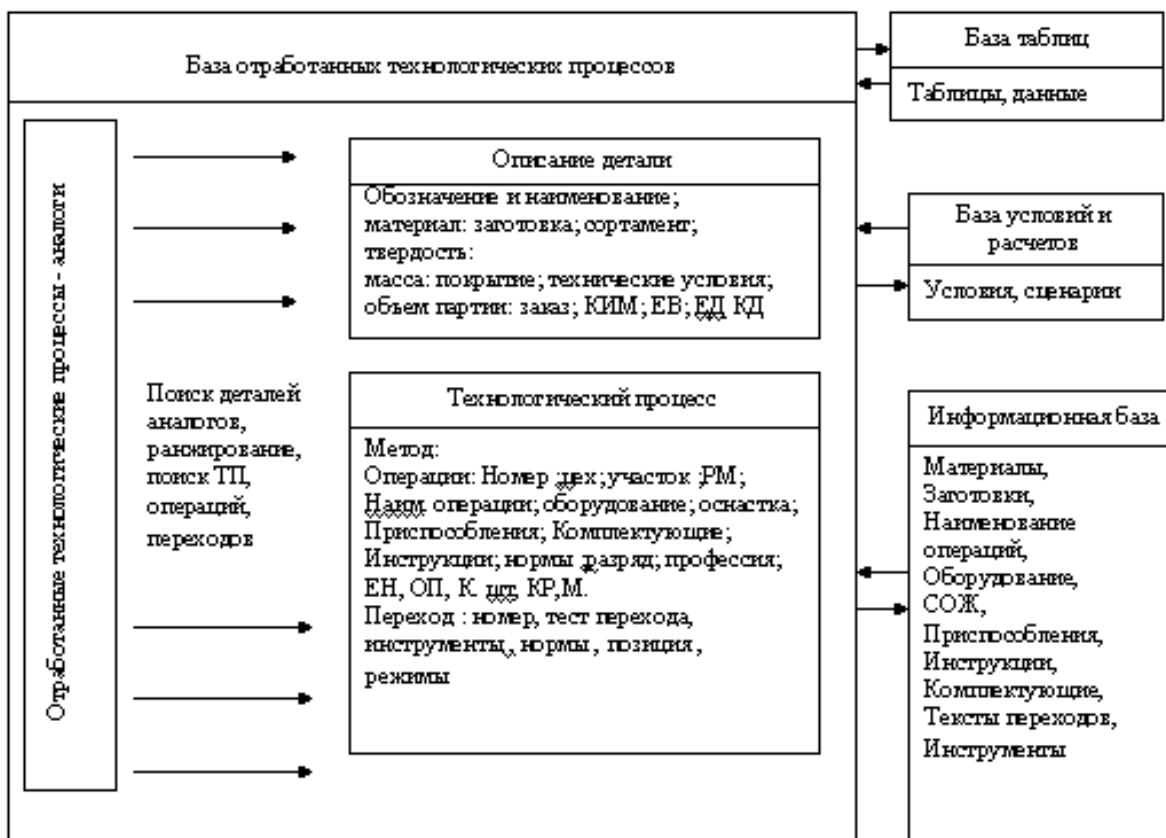 База отработанных технологических процессов
Отработанные технологические процессы - аналоги
Поиск деталей
аналогов,
ранжирование,
поиск ТП,
операций,
переходов
Описание детали
Обозначение и наименование;
материал: заготовка; сортамент;
твердость:
масса: покрытие; технические условия;
объем партии: заказ; КИМ; ЕВ; ЕД КД
Технологический процесс
Метод:
Операции: Номер ;цех; участок ;РМ;
Наим. операции; оборудование; оснастка;
Приспособления; Комплектующие;
Инструкции; нормы ;разряд; профессия;
ЕН, ОП, К. шт, КР,М.
Переход : номер, тест перехода,
инструменты, , нормы , позиция ,
режимы
База таблиц
Таблицы, данные
База условий и
расчетов
Условия, сценарии
Информационная база
Материалы,
Заготовки,
Наименование
операций,
Оборудование,
СОЖ,
Приспособления,
Инструкции,
Комплектующие,
Тексты переходов,
Инструменты